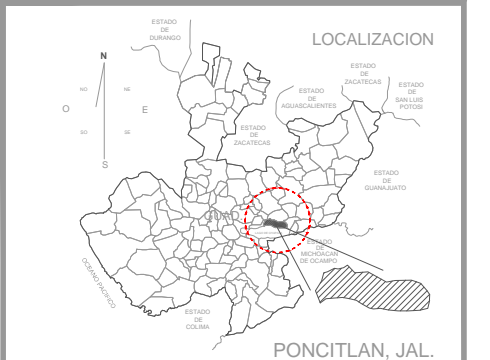 ESTADO
DE
DURANGO
LOCALIZACION
N
NO
NE
O
E
SO
SE
S
ESTADO
DE
ZACATECAS
ESTADO
DE
AGUASCALIENTES
ESTADO
DE
SAN LUIS
POTOSI
ESTADO
DE
ZACATECAS
ESTADO
DE
GUANAJUATO
GUAD
ESTADO
DE
MICHOACAN
DE OCAMPO
OCEANO PACIFICO
ESTADO
DE
COLIMA
PONCITLAN, JAL.